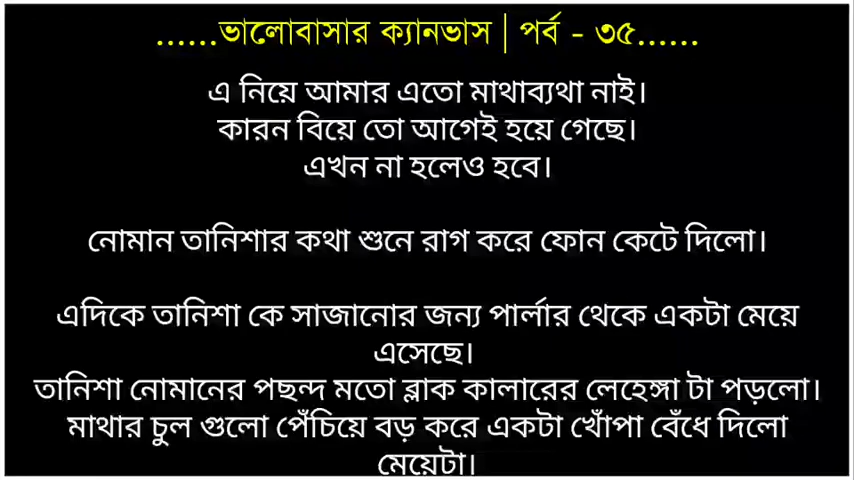 ......ভালোবাসার ক্যানভাস | পর্ব - ৩৫......
এ নিয়ে আমার এতো মাথাব্যথা নাই।
কারন বিয়ে তো আগেই হয়ে গেছে।
এখন না হলেও হবে।
নোমান তানিশার কথা শুনে রাগ করে ফোন কেটে দিলো।
এদিকে তানিশা কে সাজানোর জন্য পার্লার থেকে একটা মেয়ে
এসেছে।
তানিশা নোমানের পছন্দ মতো ব্লাক কালারের লেহেঙ্গা টা পড়লো।
মাথার চুল গুলো পেঁচিয়ে বড় করে একটা খোঁপা বেঁধে দিলো
মেয়েটা।